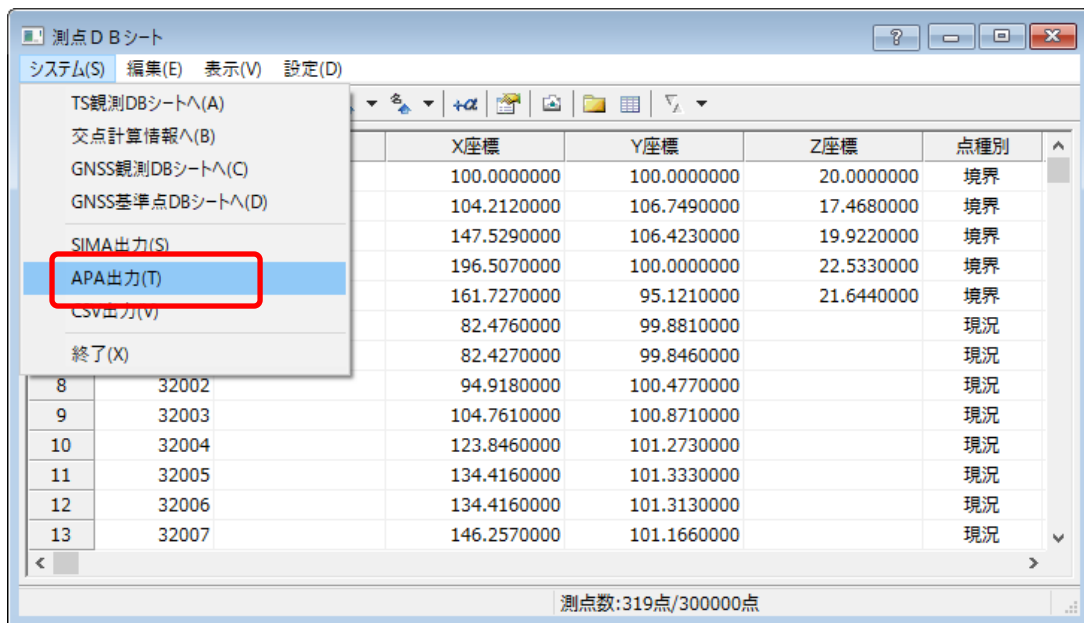 測点DBシート
システム(S) 編集(E) 表示(V) 設定(D)
TS観測DBシートへ(A)
交点計算情報へ(B)
GNSS観測DBシートへ(C)
GNSS基準点DBシートへ(D)
SIMA出力(S)
APA出力(T)
CSV出力(V)
終了(X)
+α
X座標 Y座標 Z座標 点種別
100.0000000 100.0000000 20.0000000 境界
104.2120000 106.7490000 17.4680000 境界
147.5290000 106.4230000 19.9220000 境界
196.5070000 100.0000000 22.5330000 境界
161.7270000 95.1210000 21.6440000 境界
82.4760000 99.8810000 現況
82.4270000 99.8460000 現況
8 32002 94.9180000 100.4770000 現況
9 32003 104.7610000 100.8710000 現況
10 32004 123.8460000 101.2730000 現況
11 32005 134.4160000 101.3330000 現況
12 32006 134.4160000 101.3130000 現況
13 32007 146.2570000 101.1660000 現況
測点数:319点/300000点